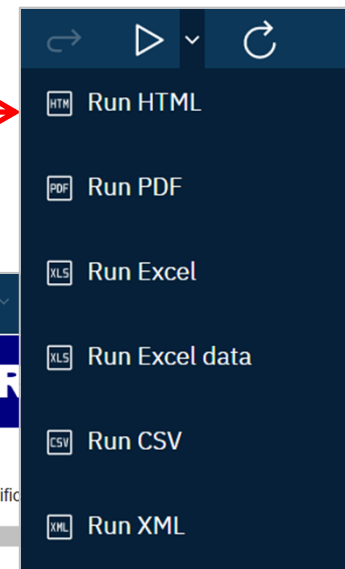 HTM Run HTML
PDF Run PDF
XLS Run Excel
XLS Run Excel data
CSV Run CSV
R
ific
XML Run XML